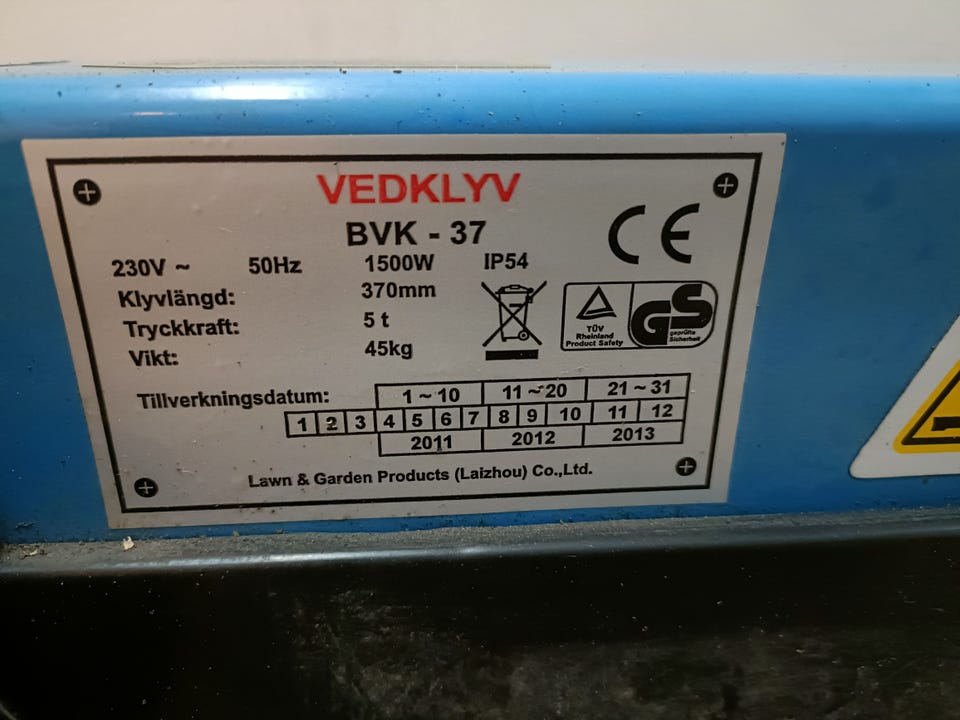 VEDKLYV
BVK - 37
CE
230V ~ 50Hz 1500W IP54
Klyvlängd: 370mm
Tryckkraft: 5 t
Vikt: 45kg
TÜV
Rheinland
Product Safety
GS
geprüfte
Sicherheit
Tillverkningsdatum: 1 ~ 10 11 ~ 20 21 ~ 31
1 2 3 4 5 6 7 8 9 10 11 12
2011 2012 2013
Lawn & Garden Products (Laizhou) Co.,Ltd.